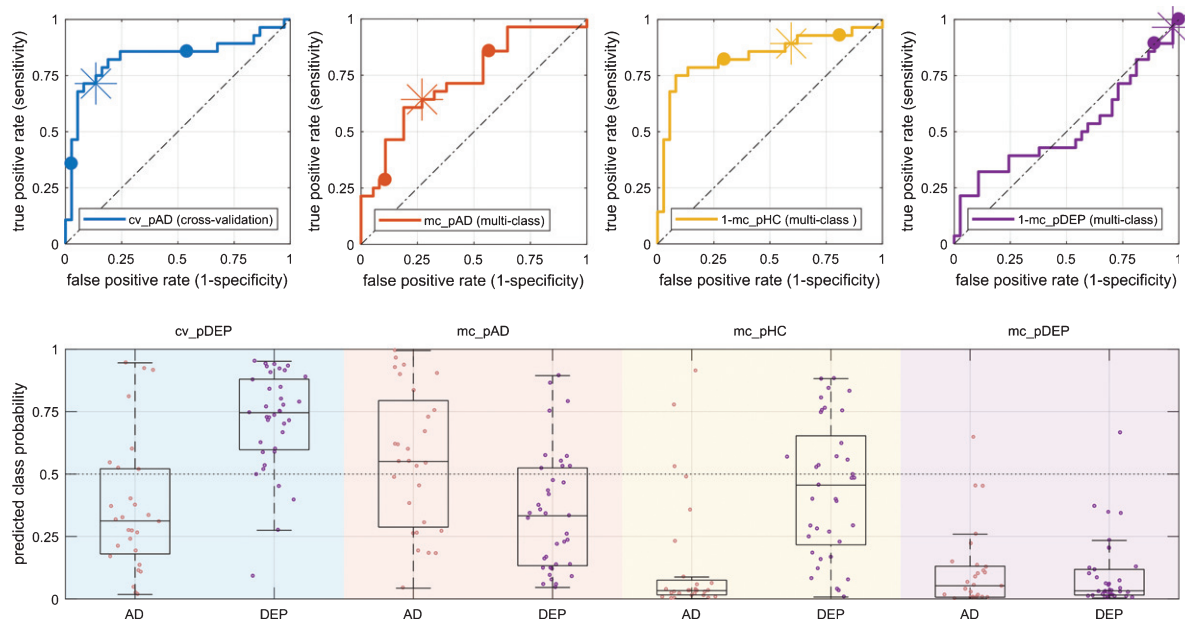 1
0.75
0.5
0.25
0
0 0.25 0.5 0.75 1
true positive rate (sensitivity)
false positive rate (1-specificity)
cv_pAD (cross-validation)
1
0.75
0.5
0.25
0
0 0.25 0.5 0.75 1
true positive rate (sensitivity)
false positive rate (1-specificity)
mc_pAD (multi-class)
1
0.75
0.5
0.25
0
0 0.25 0.5 0.75 1
true positive rate (sensitivity)
false positive rate (1-specificity)
1-mc_pHC (multi-class )
1
0.75
0.5
0.25
0
0 0.25 0.5 0.75 1
true positive rate (sensitivity)
false positive rate (1-specificity)
1-mc_pDEP (multi-class)
cv_pDEP mc_pAD mc_pHC mc_pDEP
1
0.75
0.5
0.25
0
predicted class probability
AD DEP AD DEP AD DEP AD DEP